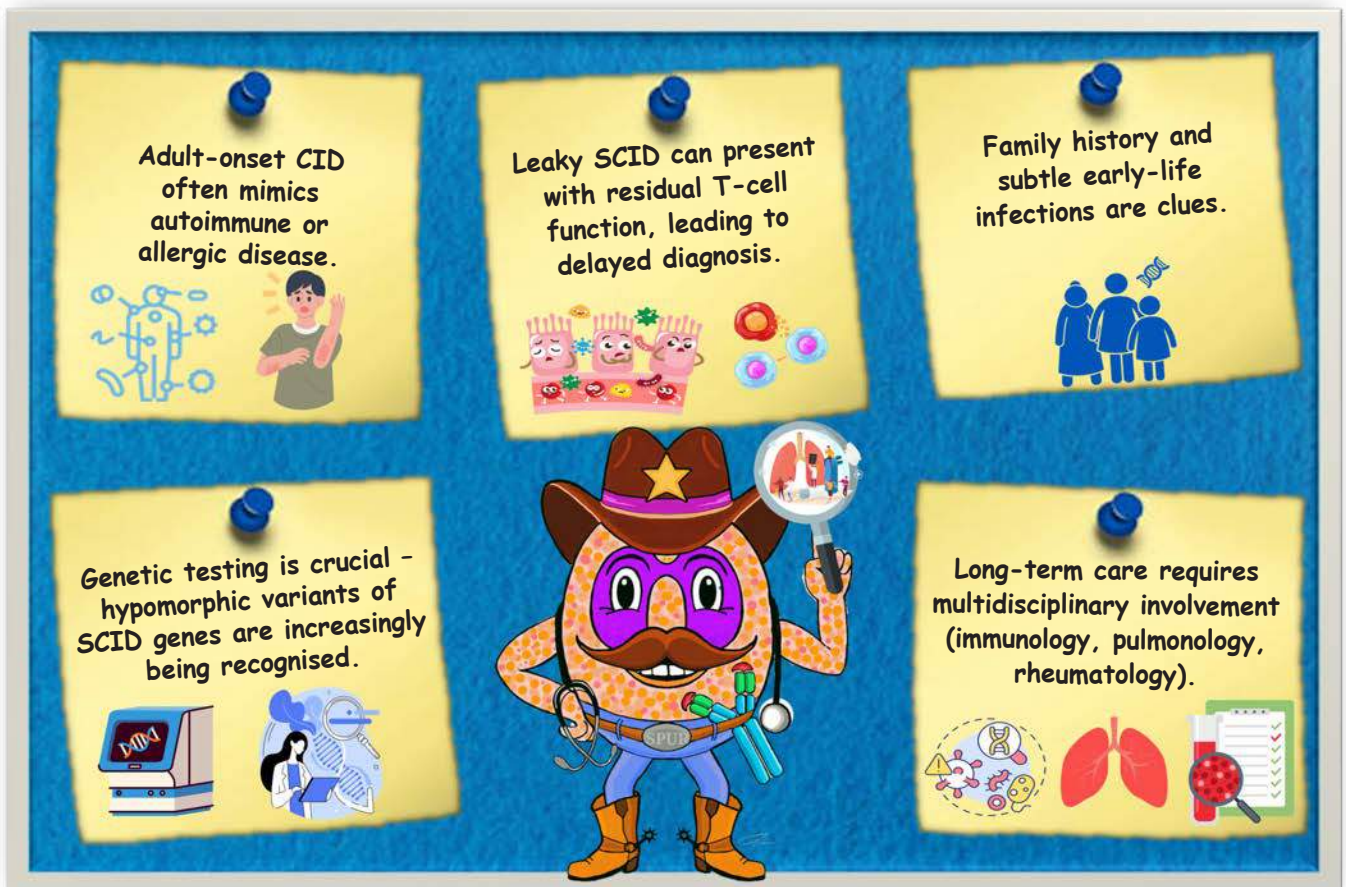 Adult-onset CID
often mimics
autoimmune or
allergic disease.
Leaky SCID can present
with residual T-cell
function, leading to
delayed diagnosis.
Family history and
subtle early-life
infections are clues.
Genetic testing is crucial –
hypomorphic variants of
SCID genes are increasingly
being recognised.
SPUR
Long-term care requires
multidisciplinary involvement
(immunology, pulmonology,
rheumatology).